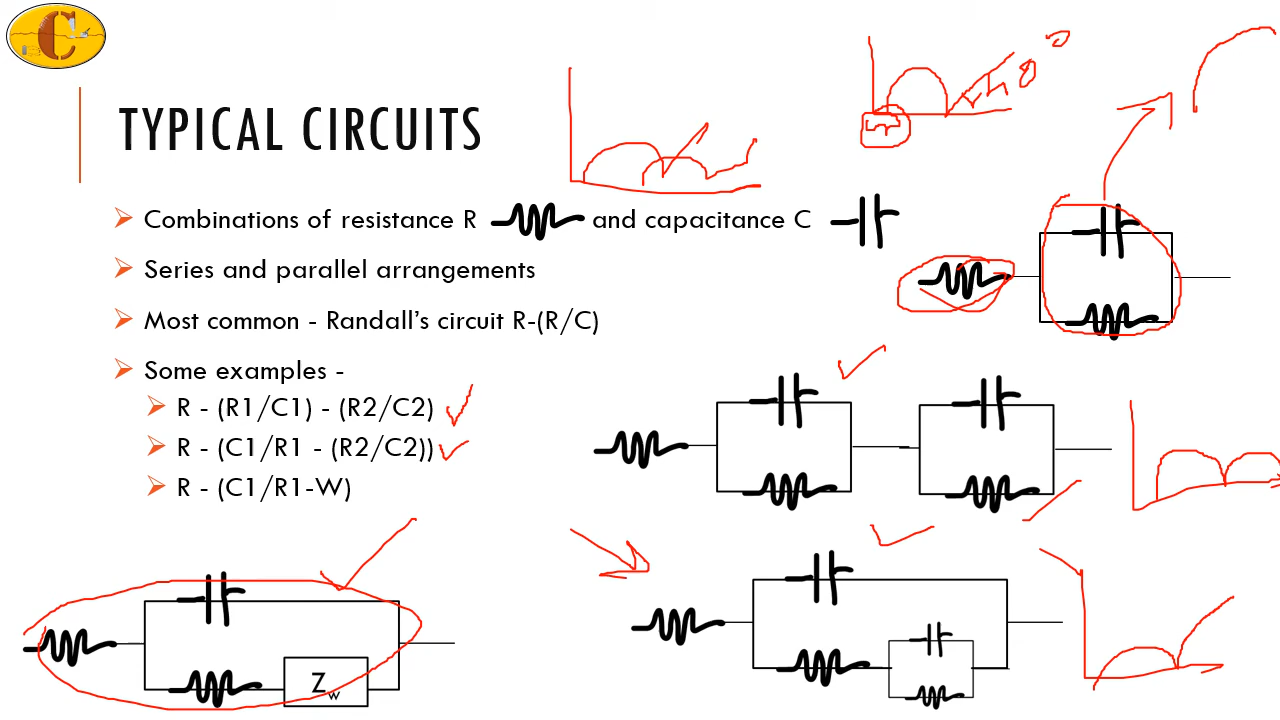 C
TYPICAL CIRCUITS
Combinations of resistance R and capacitance C
Series and parallel arrangements
Most common - Randall's circuit R-(R/C)
Some examples -
R - (R1/C1) - (R2/C2)
R - (C1/R1 - (R2/C2))
R - (C1/R1-W)
Zw